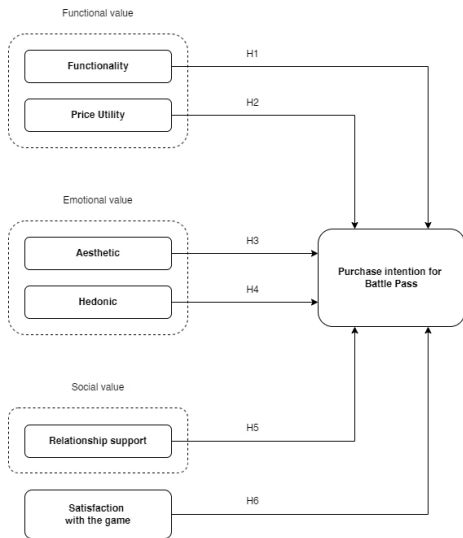 Functional value
Functionality
H1
Price Utility
H2
Emotional value
Aesthetic
H3
Hedonic
H4
Purchase intention for
Battle Pass
Social value
Relationship support
H5
Satisfaction
with the game
H6